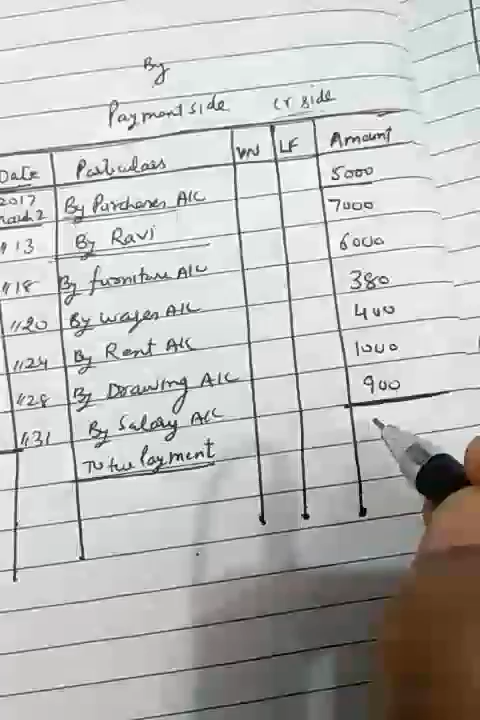 By
Payment side Cr side
Date Particulars VN LF Amount
2017
March 2 By Purchases A/C 5000
〃13 By Ravi 7000
〃18 By furniture A/C 6000
〃20 By wages A/C 380
〃24 By Rent A/C 400
〃28 By Drawing A/C 1000
〃31 By Salary A/C 900
Payment